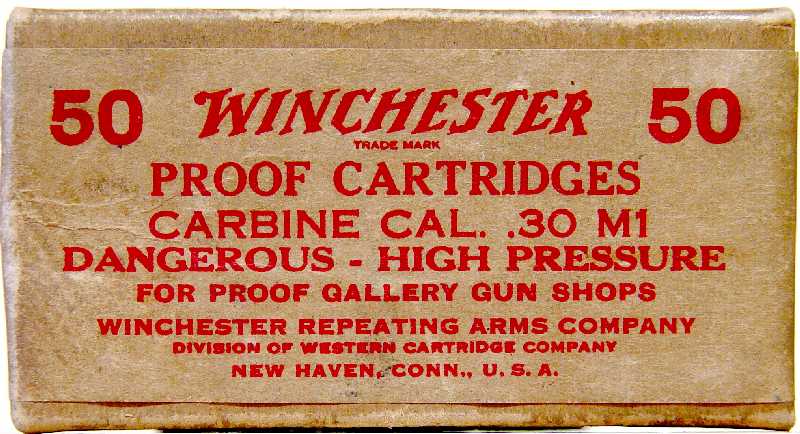 50 WINCHESTER 50
TRADE MARK
PROOF CARTRIDGES
CARBINE CAL. .30 M1
DANGEROUS - HIGH PRESSURE
FOR PROOF GALLERY GUN SHOPS
WINCHESTER REPEATING ARMS COMPANY
DIVISION OF WESTERN CARTRIDGE COMPANY
NEW HAVEN, CONN., U. S. A.